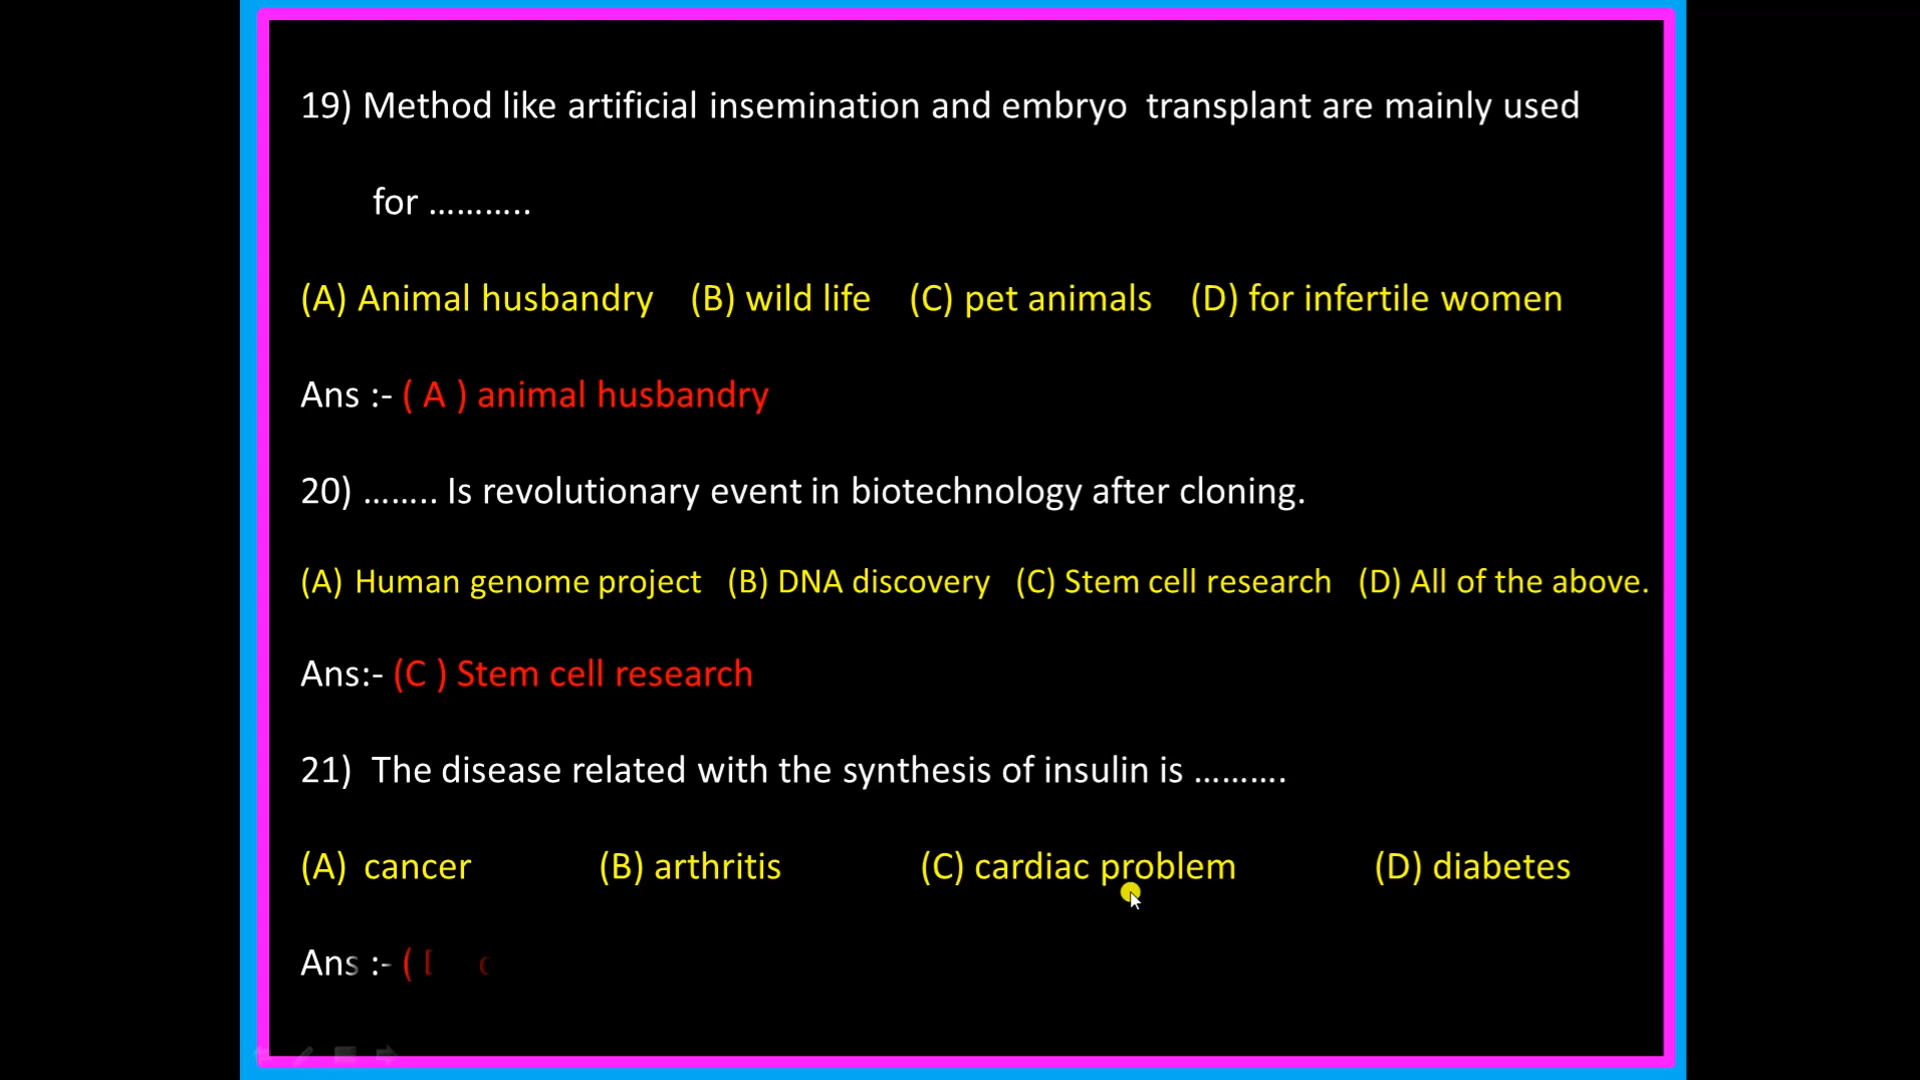 19) Method like artificial insemination and embryo transplant are mainly used
for ………..
(A) Animal husbandry (B) wild life (C) pet animals (D) for infertile women
Ans :- ( A ) animal husbandry
20) …….. Is revolutionary event in biotechnology after cloning.
(A) Human genome project (B) DNA discovery (C) Stem cell research (D) All of the above.
Ans:- (C ) Stem cell research
21) The disease related with the synthesis of insulin is ……….
(A) cancer (B) arthritis (C) cardiac problem (D) diabetes
Ans :- (